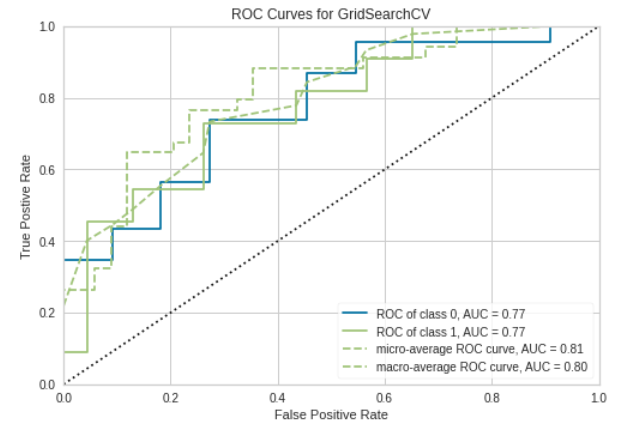 ROC Curves for GridSearchCV
1.0
0.8
0.6
0.4
0.2
0.0
True Postive Rate
ROC of class 0, AUC = 0.77
ROC of class 1, AUC = 0.77
micro-average ROC curve, AUC = 0.81
macro-average ROC curve, AUC = 0.80
0.0 0.2 0.4 0.6 0.8 1.0
False Positive Rate